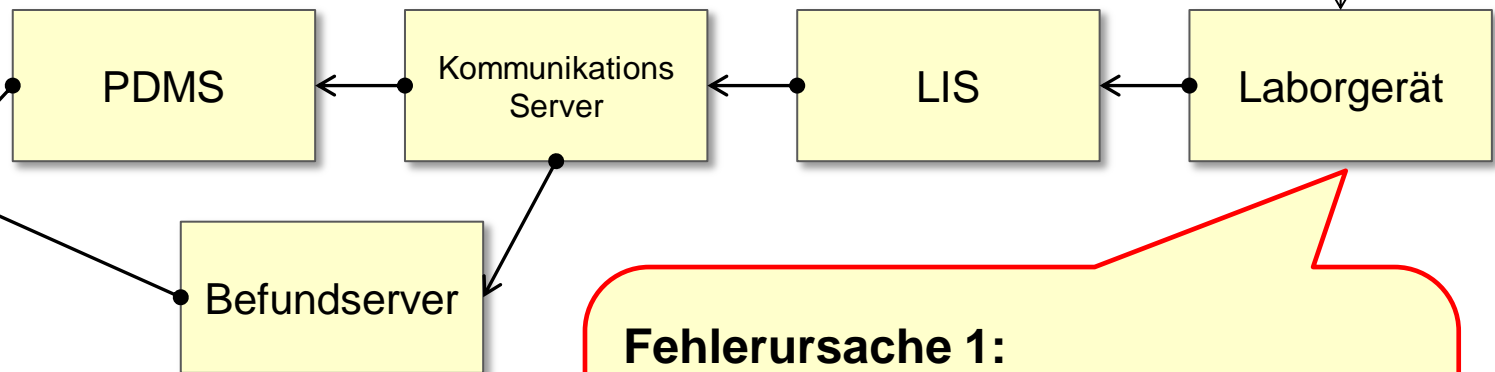 PDMS
Kommunikations
Server
LIS
Laborgerät
Befundserver
Fehlerursache 1: